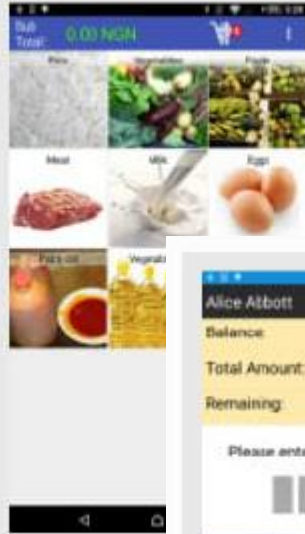 Sub
Total: 0.00 NGN
Rice Vegetables Fruits
Meat Milk Eggs
Palm oil Vegetab
Alice Abbott
Balance
Total Amount
Remaining
Please ente